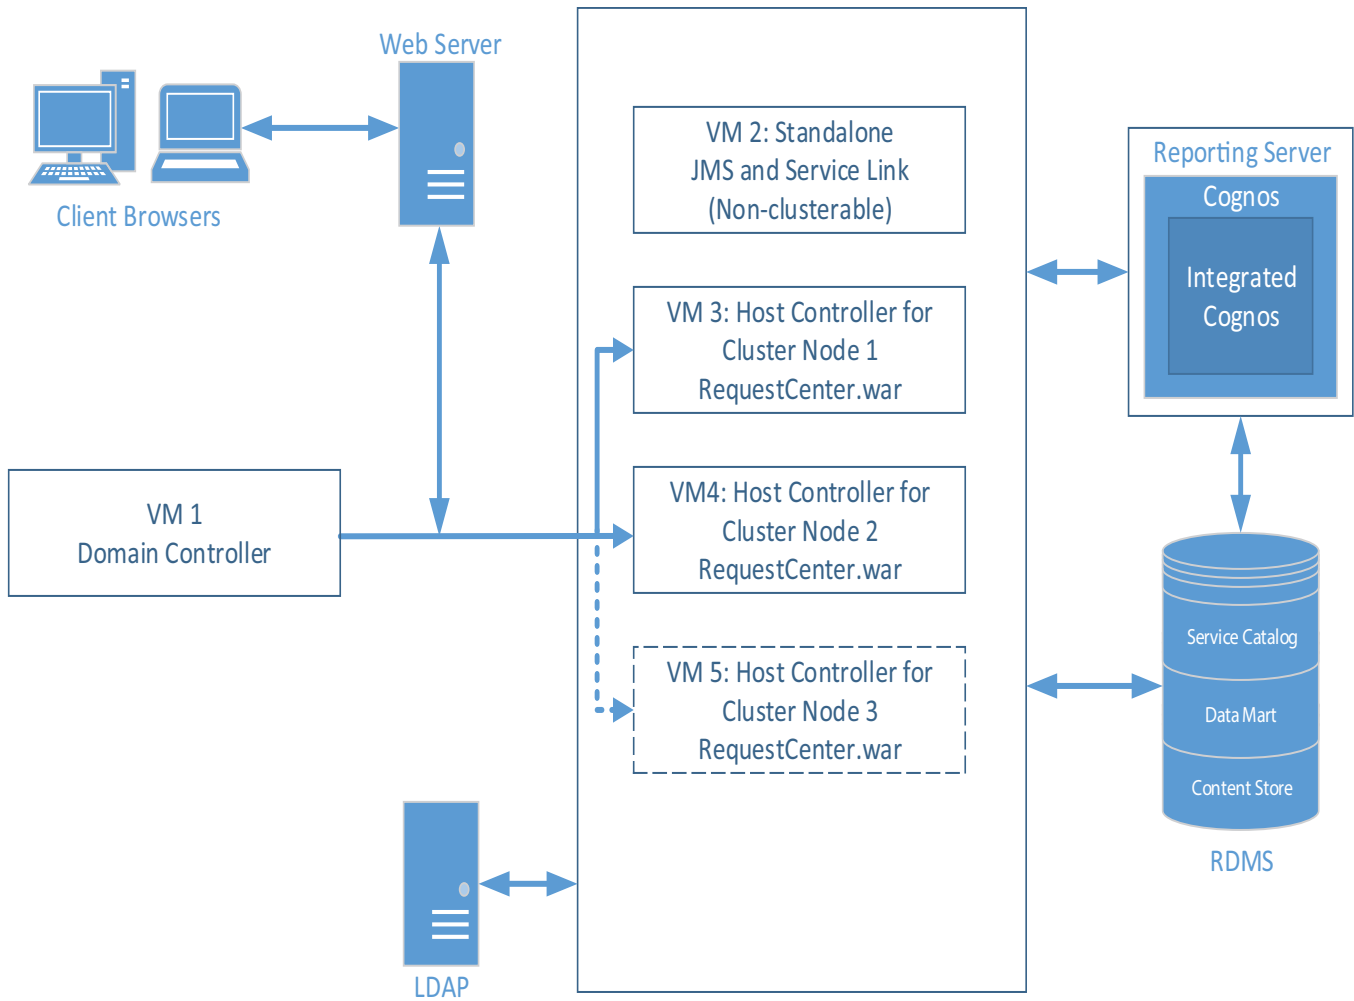 Web Server
Client Browsers
VM 2: Standalone
JMS and Service Link
(Non-clusterable)
Reporting Server
Cognos
Integrated
Cognos
VM 3: Host Controller for
Cluster Node 1
RequestCenter.war
VM 1
Domain Controller
VM4: Host Controller for
Cluster Node 2
RequestCenter.war
VM 5: Host Controller for
Cluster Node 3
RequestCenter.war
Service Catalog
Data Mart
Content Store
RDMS
LDAP